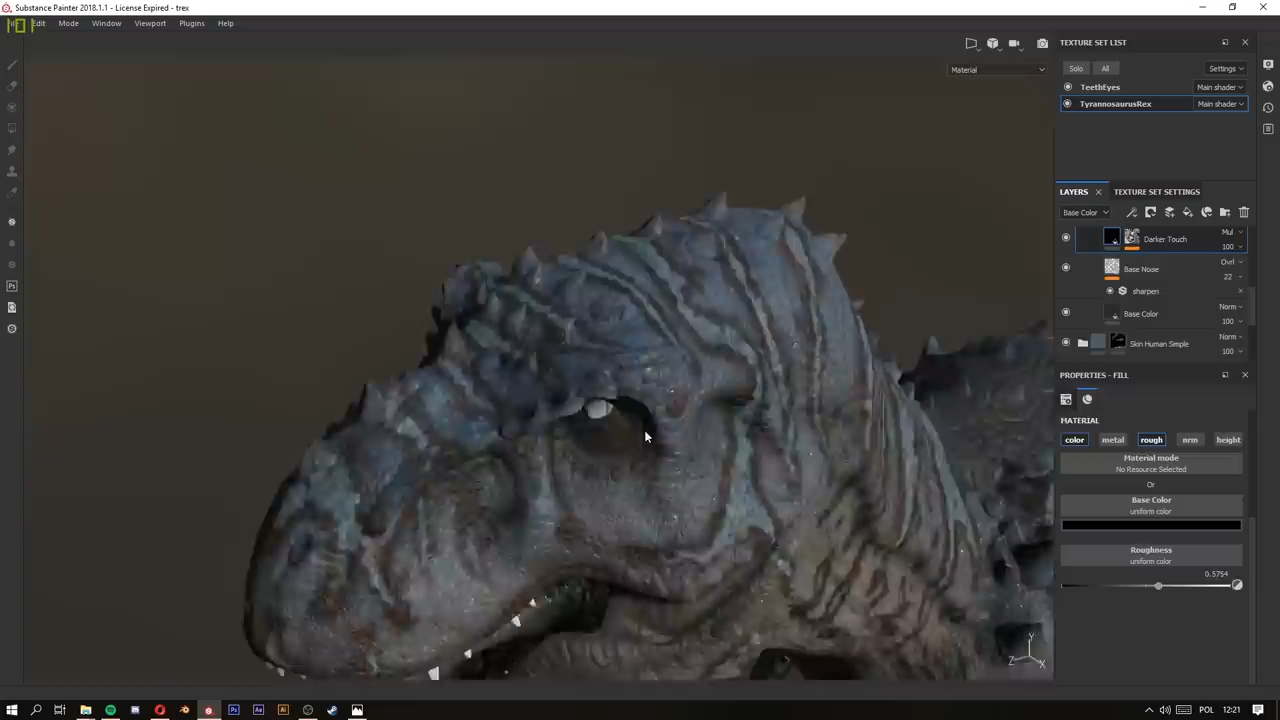 Substance Painter 2018.1.1 - License Expired - trex
Edit Mode Window Viewport Plugins Help
Material
TEXTURE SET LIST
Solo All Settings
TeethEyes Main shader
TyrannosaurusRex Main shader
LAYERS TEXTURE SET SETTINGS
Base Color
Darker Touch Mul 100
Base Noise Ovrl 22
sharpen
Base Color Norm 100
Skin Human Simple Norm 100
PROPERTIES - FILL
MATERIAL
color metal rough nrm height
Material mode
No Resource Selected
Or
Base Color
uniform color
Roughness
uniform color
0.5754
Y
Z X
Ps
Ps Ae Ai POL 12:21